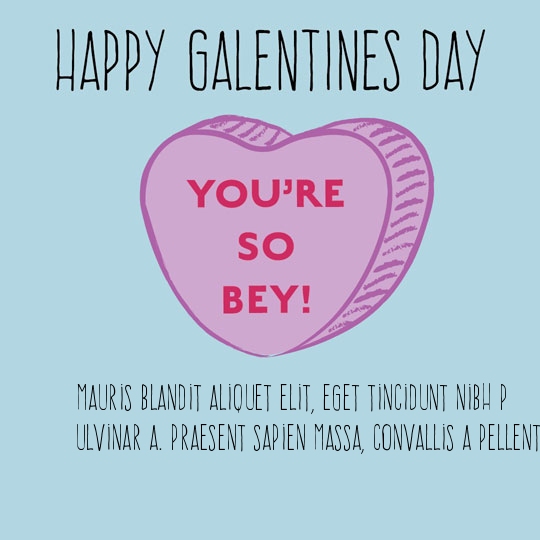 HAPPY GALENTINES DAY
YOU'RE
SO
BEY!
MAURIS BLANDIT ALIQUET ELIT, EGET TINCIDUNT NIBH P
ULVINAR A. PRAESENT SAPIEN MASSA, CONVALLIS A PELLENT